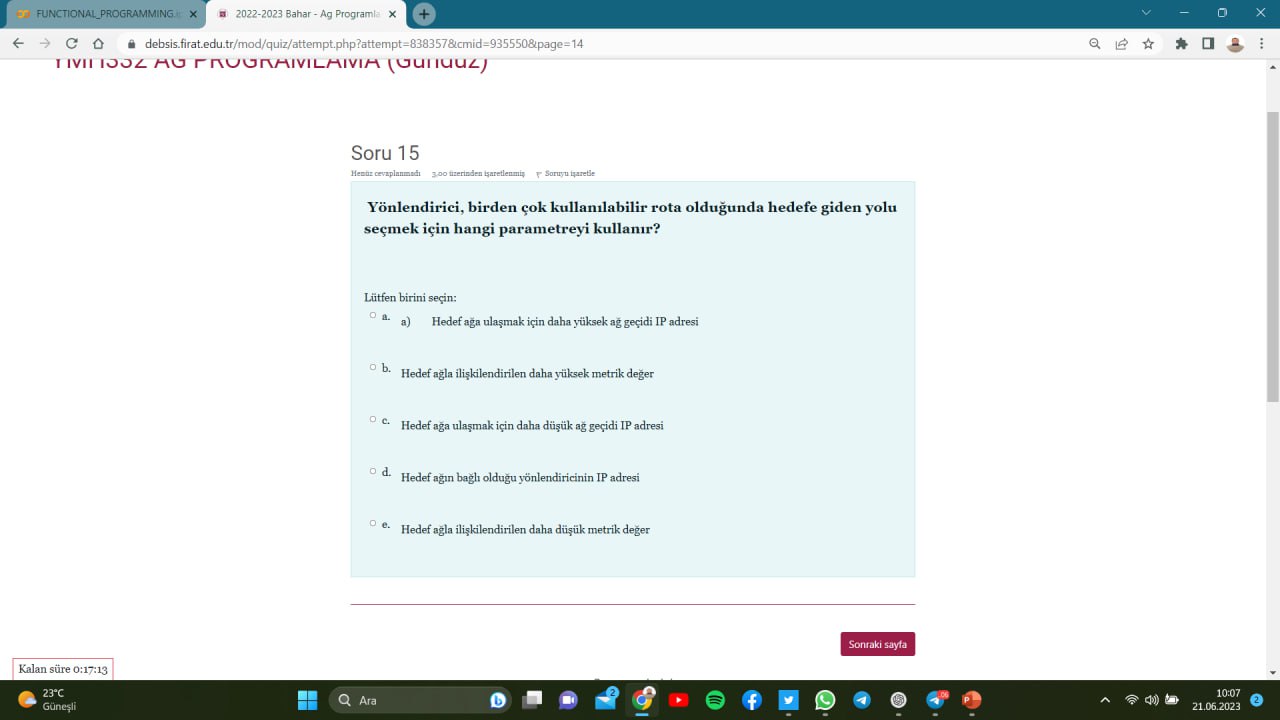 FUNCTIONAL_PROGRAMMING.i
2022-2023 Bahar - Ag Programla
debsis.firat.edu.tr/mod/quiz/attempt.php?attempt=838357&cmid=935550&page=14
YMH332 AĞ PROGRAMLAMA (Gündüz)
Soru 15
Henüz cevaplanmadı 3,00 üzerinden işaretlenmiş Soruyu işaretle
Yönlendirici, birden çok kullanılabilir rota olduğunda hedefe giden yolu
seçmek için hangi parametreyi kullanır?
Lütfen birini seçin:
a. a) Hedef ağa ulaşmak için daha yüksek ağ geçidi IP adresi
b. Hedef ağla ilişkilendirilen daha yüksek metrik değer
c. Hedef ağa ulaşmak için daha düşük ağ geçidi IP adresi
d. Hedef ağın bağlı olduğu yönlendiricinin IP adresi
e. Hedef ağla ilişkilendirilen daha düşük metrik değer
Sonraki sayfa
Kalan süre 0:17:13
23°C
Güneşli
Ara
10:07
21.06.2023
2